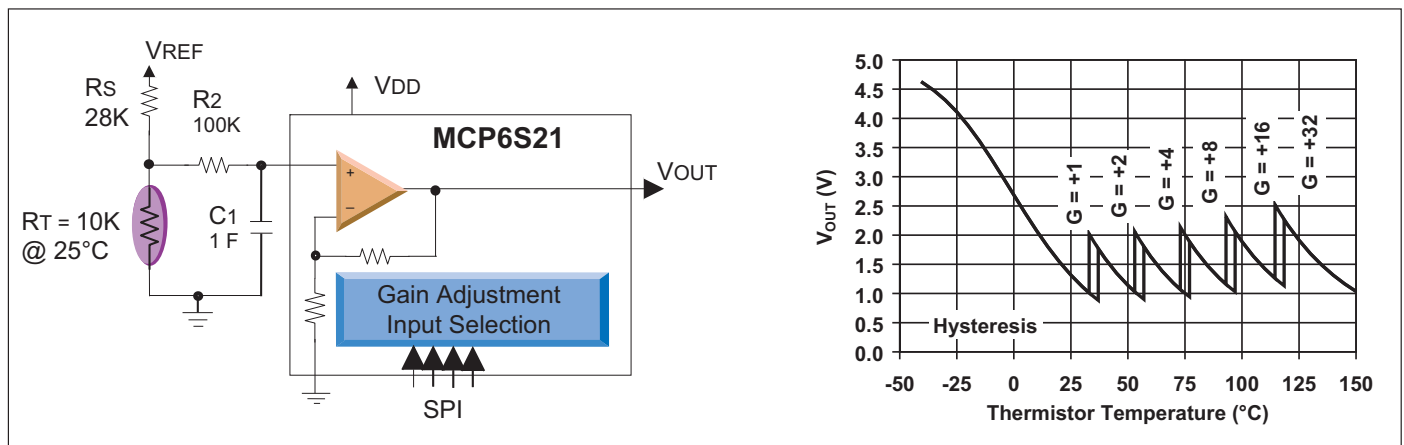 VREF
RS
28K
R2
100K
VDD
MCP6S21
+
–
VOUT
RT = 10K
@ 25°C
C1
1 F
Gain Adjustment
Input Selection
SPI
5.0
4.5
4.0
3.5
3.0
2.5
2.0
1.5
1.0
0.5
0.0
VOUT (V)
G = +1
G = +2
G = +4
G = +8
G = +16
G = +32
Hysteresis
-50 -25 0 25 50 75 100 125 150
Thermistor Temperature (°C)